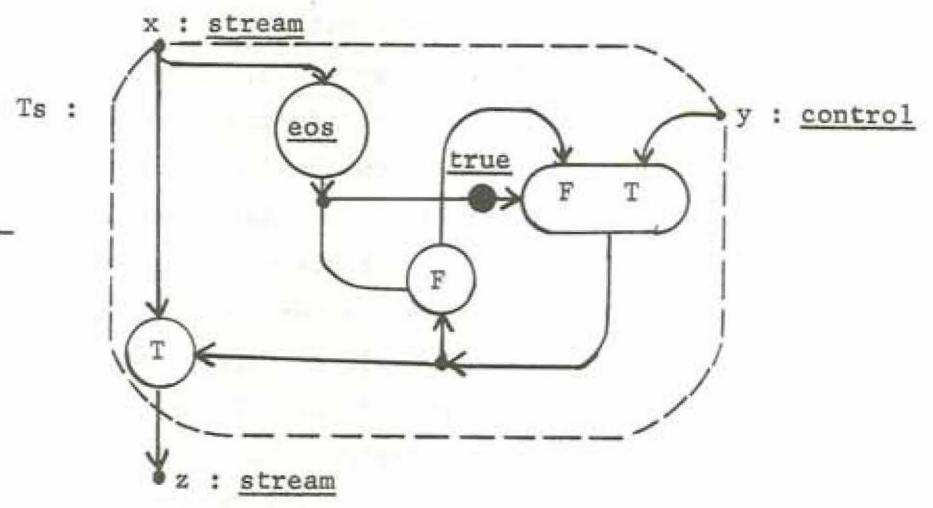 x : stream
Ts :
eos
y : control
true
F T
F
T
z : stream